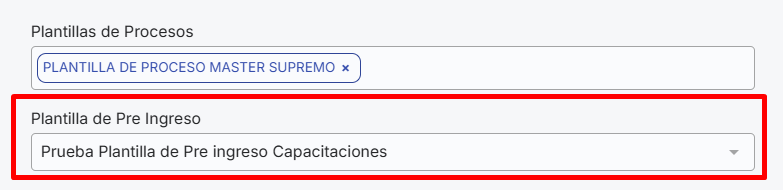 Plantillas de Procesos
PLANTILLA DE PROCESO MASTER SUPREMO ×
Plantilla de Pre Ingreso
Prueba Plantilla de Pre ingreso Capacitaciones